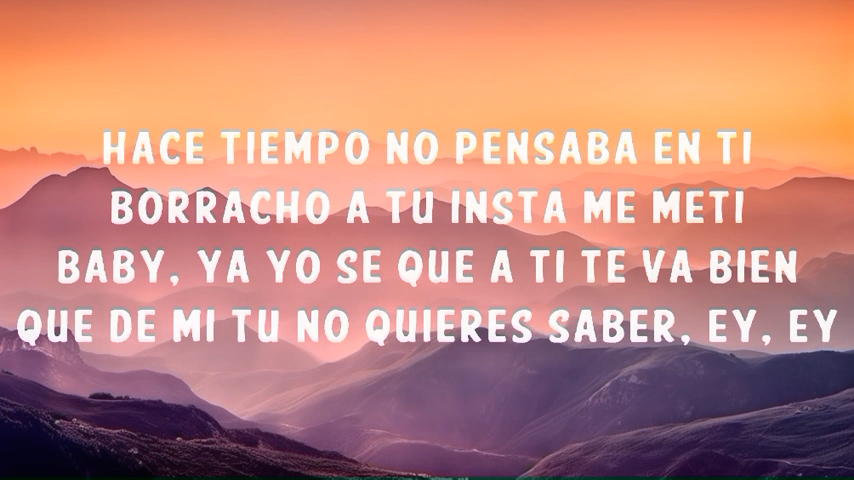 HACE TIEMPO NO PENSABA EN TI
BORRACHO A TU INSTA ME METI
BABY, YA YO SE QUE A TI TE VA BIEN
QUE DE MI TU NO QUIERES SABER, EY, EY